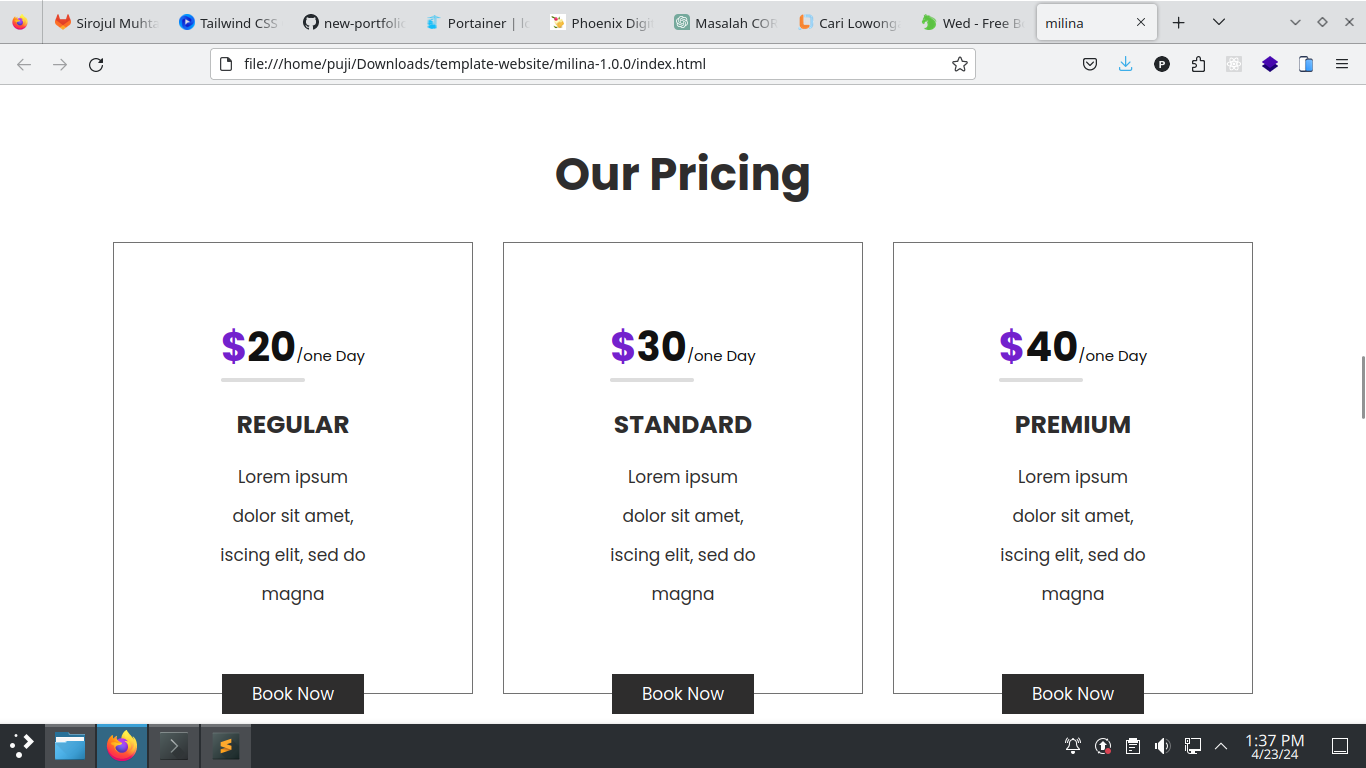 Sirojul Muhta
Tailwind CSS
new-portfolio
Portainer | lo
Phoenix Digit
Masalah COR
Cari Lowonga
Wed - Free B
milina
file:///home/puji/Downloads/template-website/milina-1.0.0/index.html
Our Pricing
$20/one Day
REGULAR
Lorem ipsum
dolor sit amet,
iscing elit, sed do
magna
Book Now
$30/one Day
STANDARD
Lorem ipsum
dolor sit amet,
iscing elit, sed do
magna
Book Now
$40/one Day
PREMIUM
Lorem ipsum
dolor sit amet,
iscing elit, sed do
magna
Book Now
1:37 PM
4/23/24